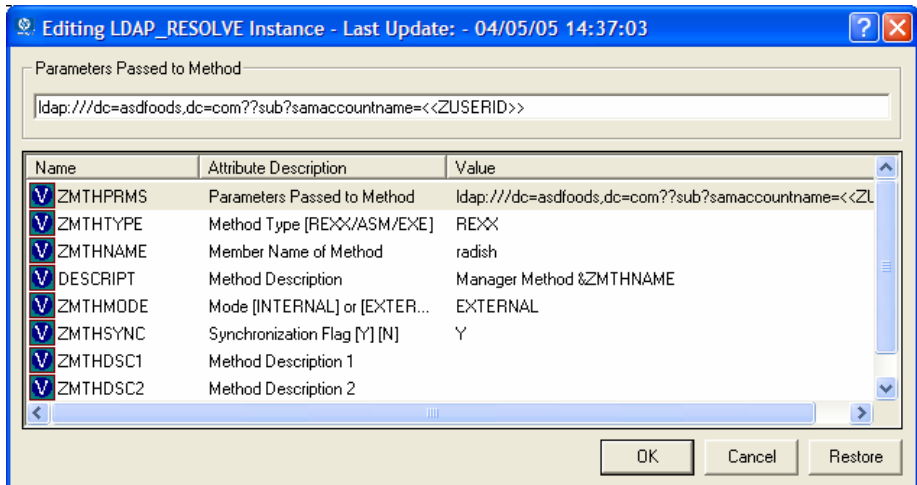 Editing LDAP_RESOLVE Instance - Last Update: - 04/05/05 14:37:03
Parameters Passed to Method
ldap:///dc=asdfoods,dc=com??sub?samaccountname=<<ZUSERID>>
Name Attribute Description Value
V ZMTHPRMS Parameters Passed to Method ldap:///dc=asdfoods,dc=com??sub?samaccountname=<<ZU
V ZMTHTYPE Method Type [REXX/ASM/EXE] REXX
V ZMTHNAME Member Name of Method radish
V DESCRIPT Method Description Manager Method &ZMTHNAME
V ZMTHMODE Mode [INTERNAL] or [EXTER... EXTERNAL
V ZMTHSYNC Synchronization Flag [Y] [N] Y
V ZMTHDSC1 Method Description 1
V ZMTHDSC2 Method Description 2
OK Cancel Restore